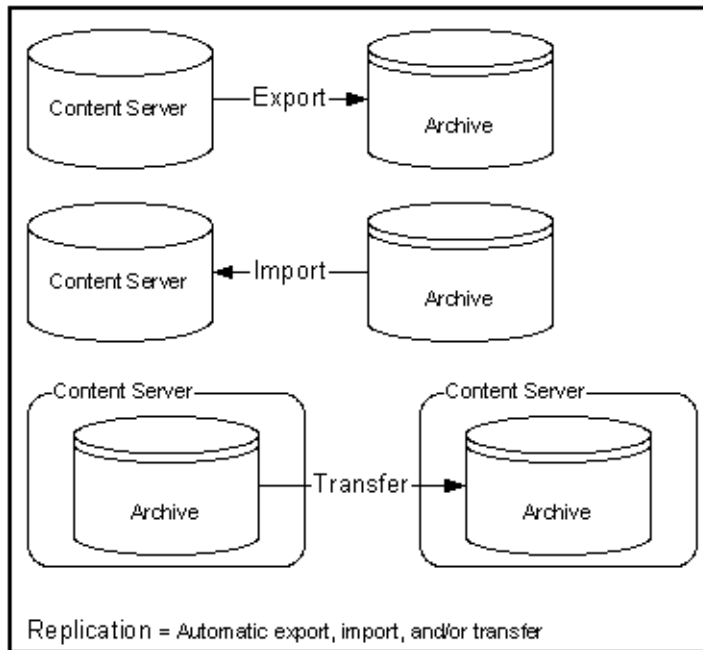 Content Server
Export
Archive
Content Server
Import
Archive
Content Server
Content Server
Archive
Transfer
Archive
Replication = Automatic export, import, and/or transfer